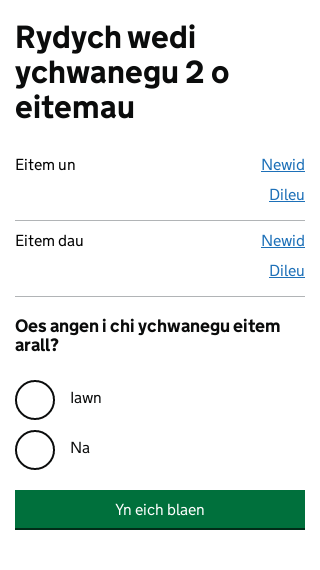 Rydych wedi
ychwanegu 2 o
eitemau
Eitem un
Newid
Dileu
Eitem dau
Newid
Dileu
Oes angen i chi ychwanegu eitem
arall?
Iawn
Na
Yn eich blaen